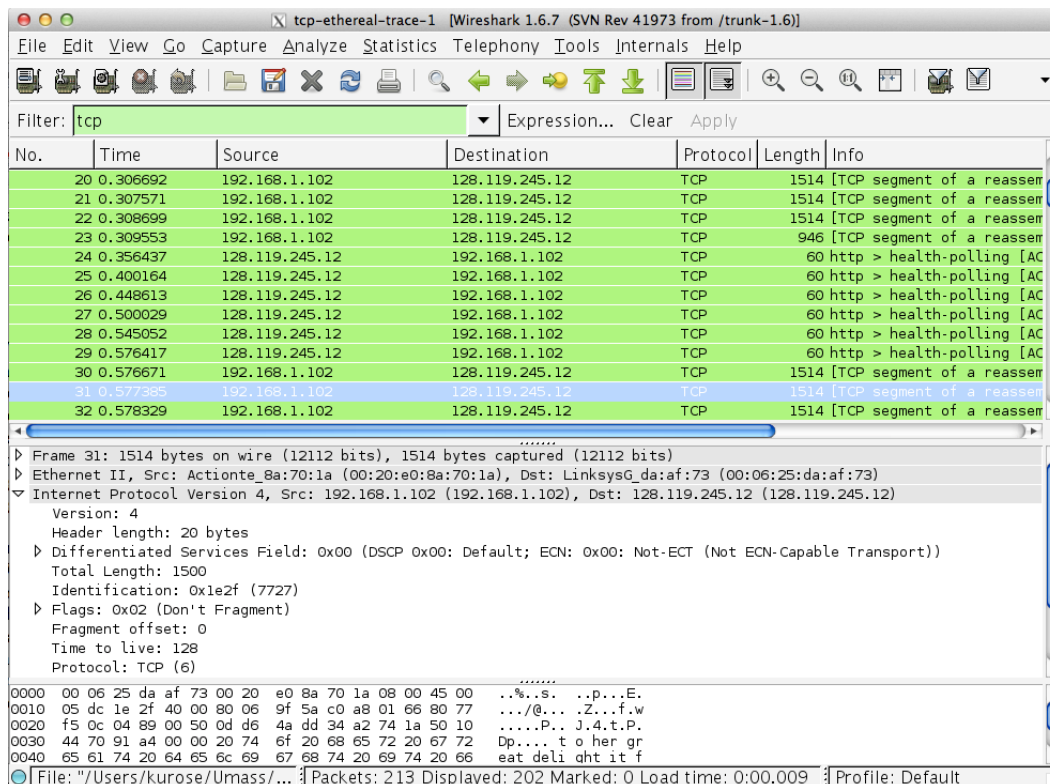 tcp-ethereal-trace-1 [Wireshark 1.6.7 (SVN Rev 41973 from /trunk-1.6)]
File Edit View Go Capture Analyze Statistics Telephony Tools Internals Help
Filter: tcp Expression... Clear Apply
No. Time Source Destination Protocol Length Info
20 0.306692 192.168.1.102 128.119.245.12 TCP 1514 [TCP segment of a reassem
21 0.307571 192.168.1.102 128.119.245.12 TCP 1514 [TCP segment of a reassem
22 0.308699 192.168.1.102 128.119.245.12 TCP 1514 [TCP segment of a reassem
23 0.309553 192.168.1.102 128.119.245.12 TCP 946 [TCP segment of a reassem
24 0.356437 128.119.245.12 192.168.1.102 TCP 60 http > health-polling [AC
25 0.400164 128.119.245.12 192.168.1.102 TCP 60 http > health-polling [AC
26 0.448613 128.119.245.12 192.168.1.102 TCP 60 http > health-polling [AC
27 0.500029 128.119.245.12 192.168.1.102 TCP 60 http > health-polling [AC
28 0.545052 128.119.245.12 192.168.1.102 TCP 60 http > health-polling [AC
29 0.576417 128.119.245.12 192.168.1.102 TCP 60 http > health-polling [AC
30 0.576671 192.168.1.102 128.119.245.12 TCP 1514 [TCP segment of a reassem
31 0.577385 192.168.1.102 128.119.245.12 TCP 1514 [TCP segment of a reassem
32 0.578329 192.168.1.102 128.119.245.12 TCP 1514 [TCP segment of a reassem
Frame 31: 1514 bytes on wire (12112 bits), 1514 bytes captured (12112 bits)
Ethernet II, Src: Actionte_8a:70:1a (00:20:e0:8a:70:1a), Dst: LinksysG_da:af:73 (00:06:25:da:af:73)
Internet Protocol Version 4, Src: 192.168.1.102 (192.168.1.102), Dst: 128.119.245.12 (128.119.245.12)
Version: 4
Header length: 20 bytes
Differentiated Services Field: 0x00 (DSCP 0x00: Default; ECN: 0x00: Not-ECT (Not ECN-Capable Transport))
Total Length: 1500
Identification: 0x1e2f (7727)
Flags: 0x02 (Don't Fragment)
Fragment offset: 0
Time to live: 128
Protocol: TCP (6)
0000 00 06 25 da af 73 00 20 e0 8a 70 1a 08 00 45 00 ..%..s. ..p...E.
0010 05 dc 1e 2f 40 00 80 06 9f 5a c0 a8 01 66 80 77 .../@... .Z...f.w
0020 f5 0c 04 89 00 50 0d d6 4a dd 34 a2 74 1a 50 10 .....P.. J.4.t.P.
0030 44 70 91 a4 00 00 20 74 6f 20 68 65 72 20 67 72 Dp.... t o her gr
0040 65 61 74 20 64 65 6c 69 67 68 74 20 69 74 20 66 eat deli ght it f
File: "/Users/kurose/Umass/... Packets: 213 Displayed: 202 Marked: 0 Load time: 0:00.009 Profile: Default